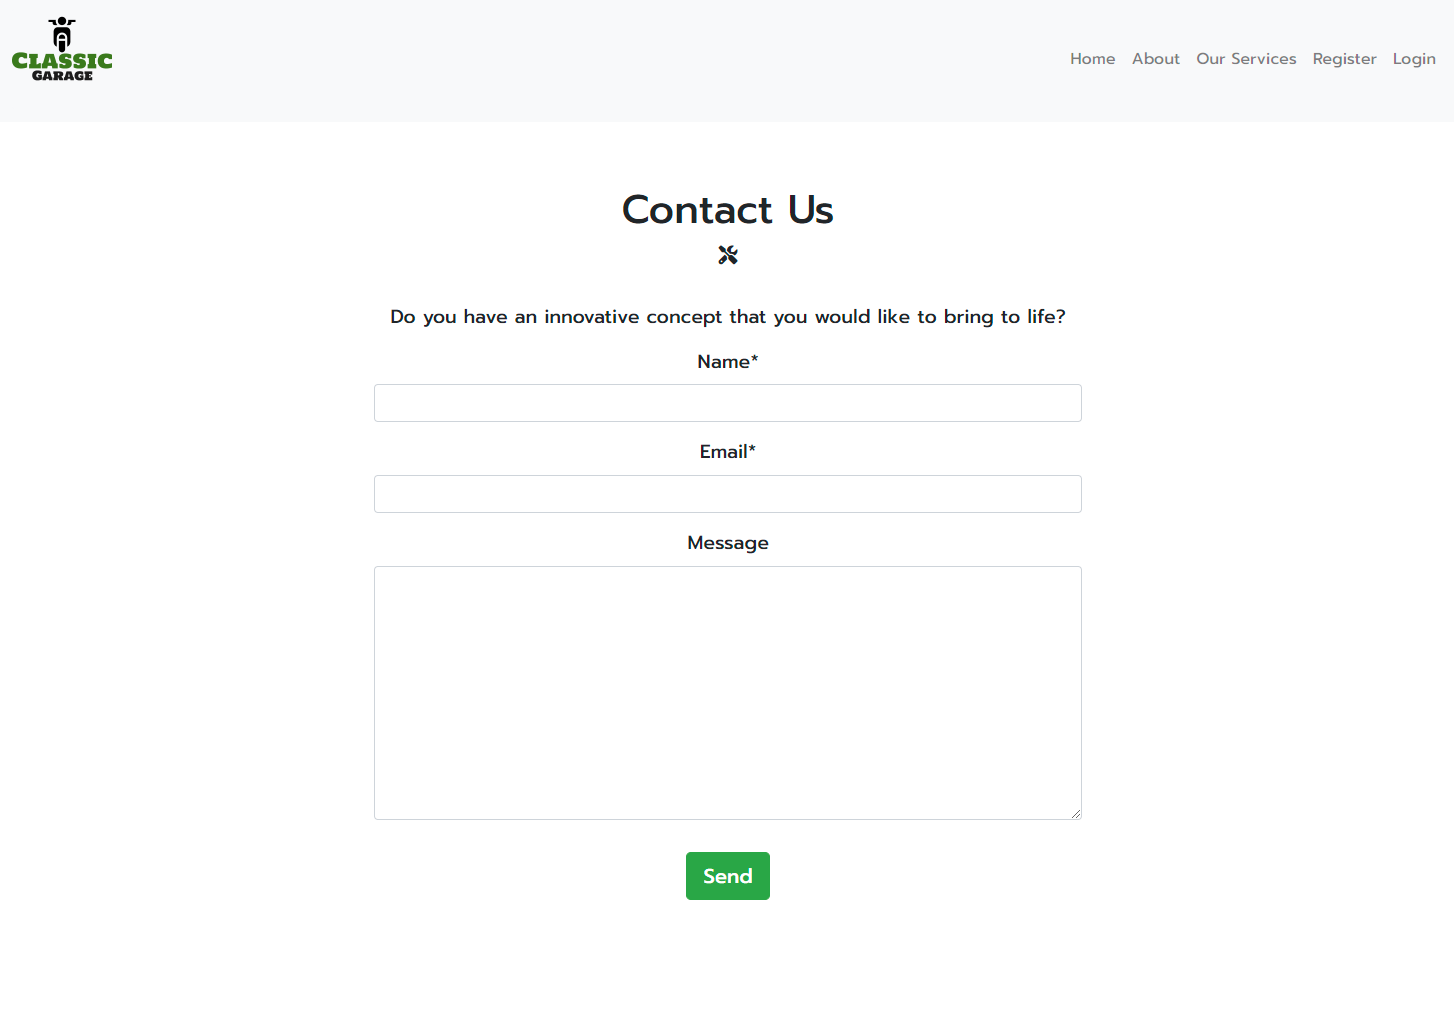 CLASSIC
GARAGE
Home About Our Services Register Login
Contact Us
Do you have an innovative concept that you would like to bring to life?
Name*
Email*
Message
Send